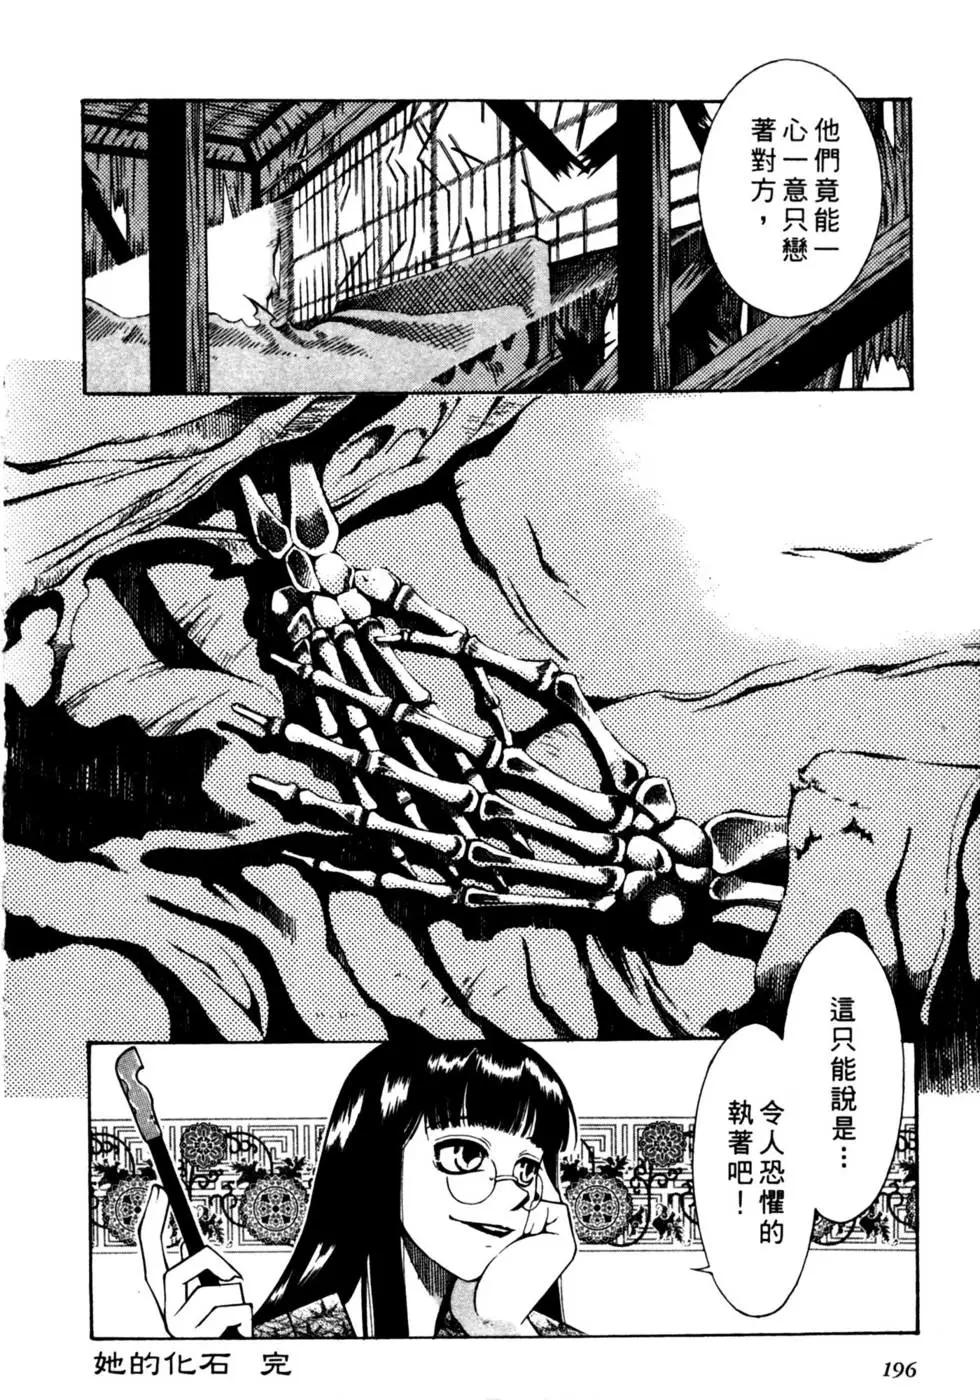 他們竟能一
心一意只戀
著對方，
這只能說是…
令人恐懼的
執著吧！
她的化石　完
196